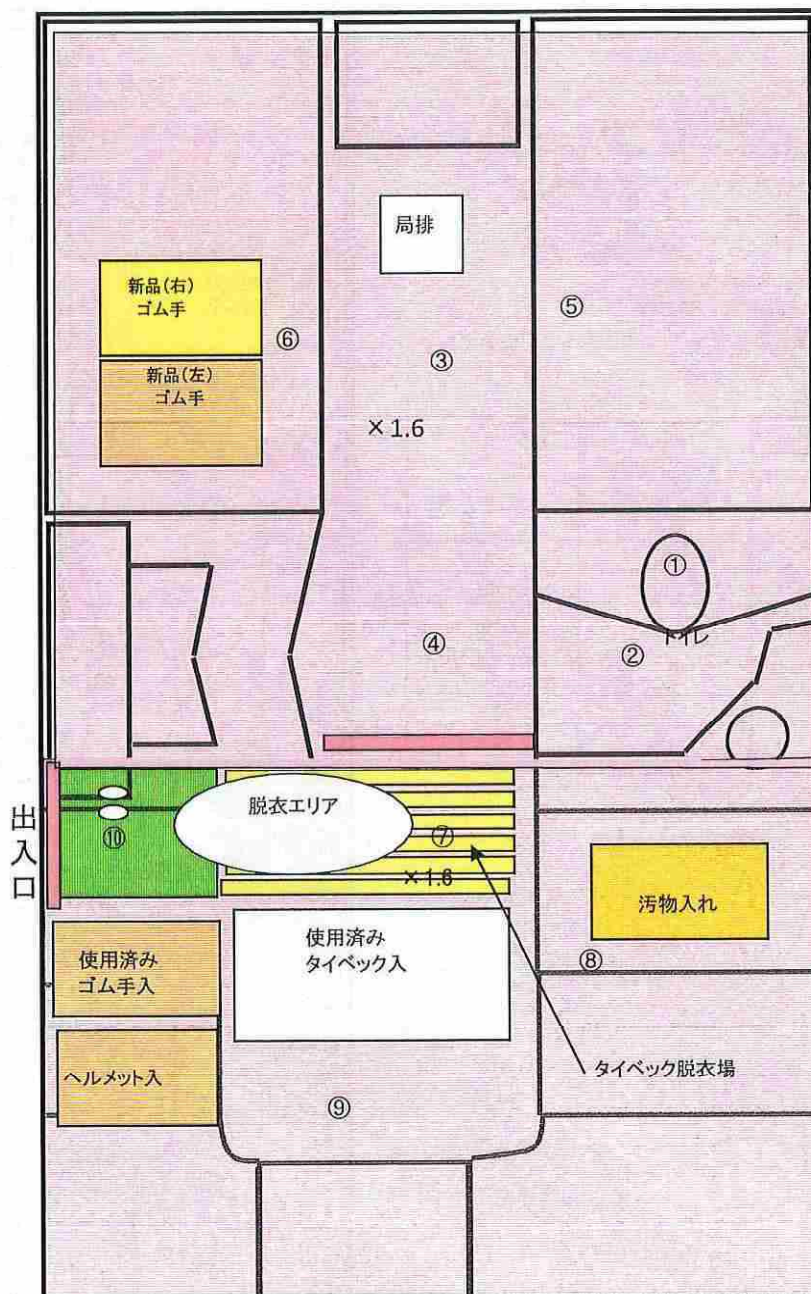 局排
新品(右)
ゴム手
⑤
⑥
③
新品(左)
ゴム手
×1.6
①
④
②
トイレ
出入口
脱衣エリア
⑦
⑩
×1.6
汚物入れ
使用済み
タイベック入
使用済み
ゴム手入
⑧
ヘルメット入
タイベック脱衣場
⑨